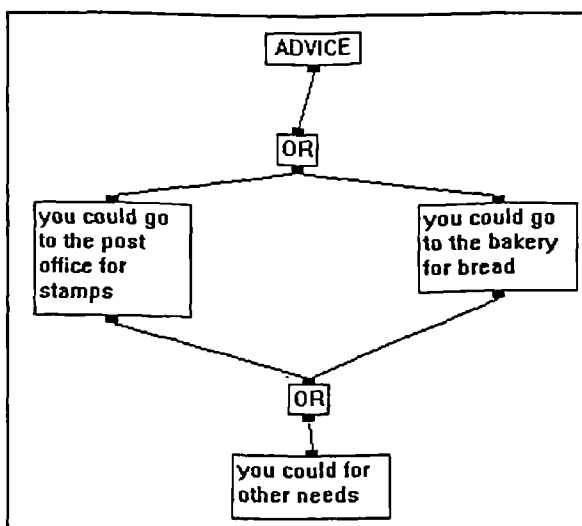 ADVICE
OR
you could go
to the post
office for
stamps
you could go
to the bakery
for bread
OR
you could for
other needs